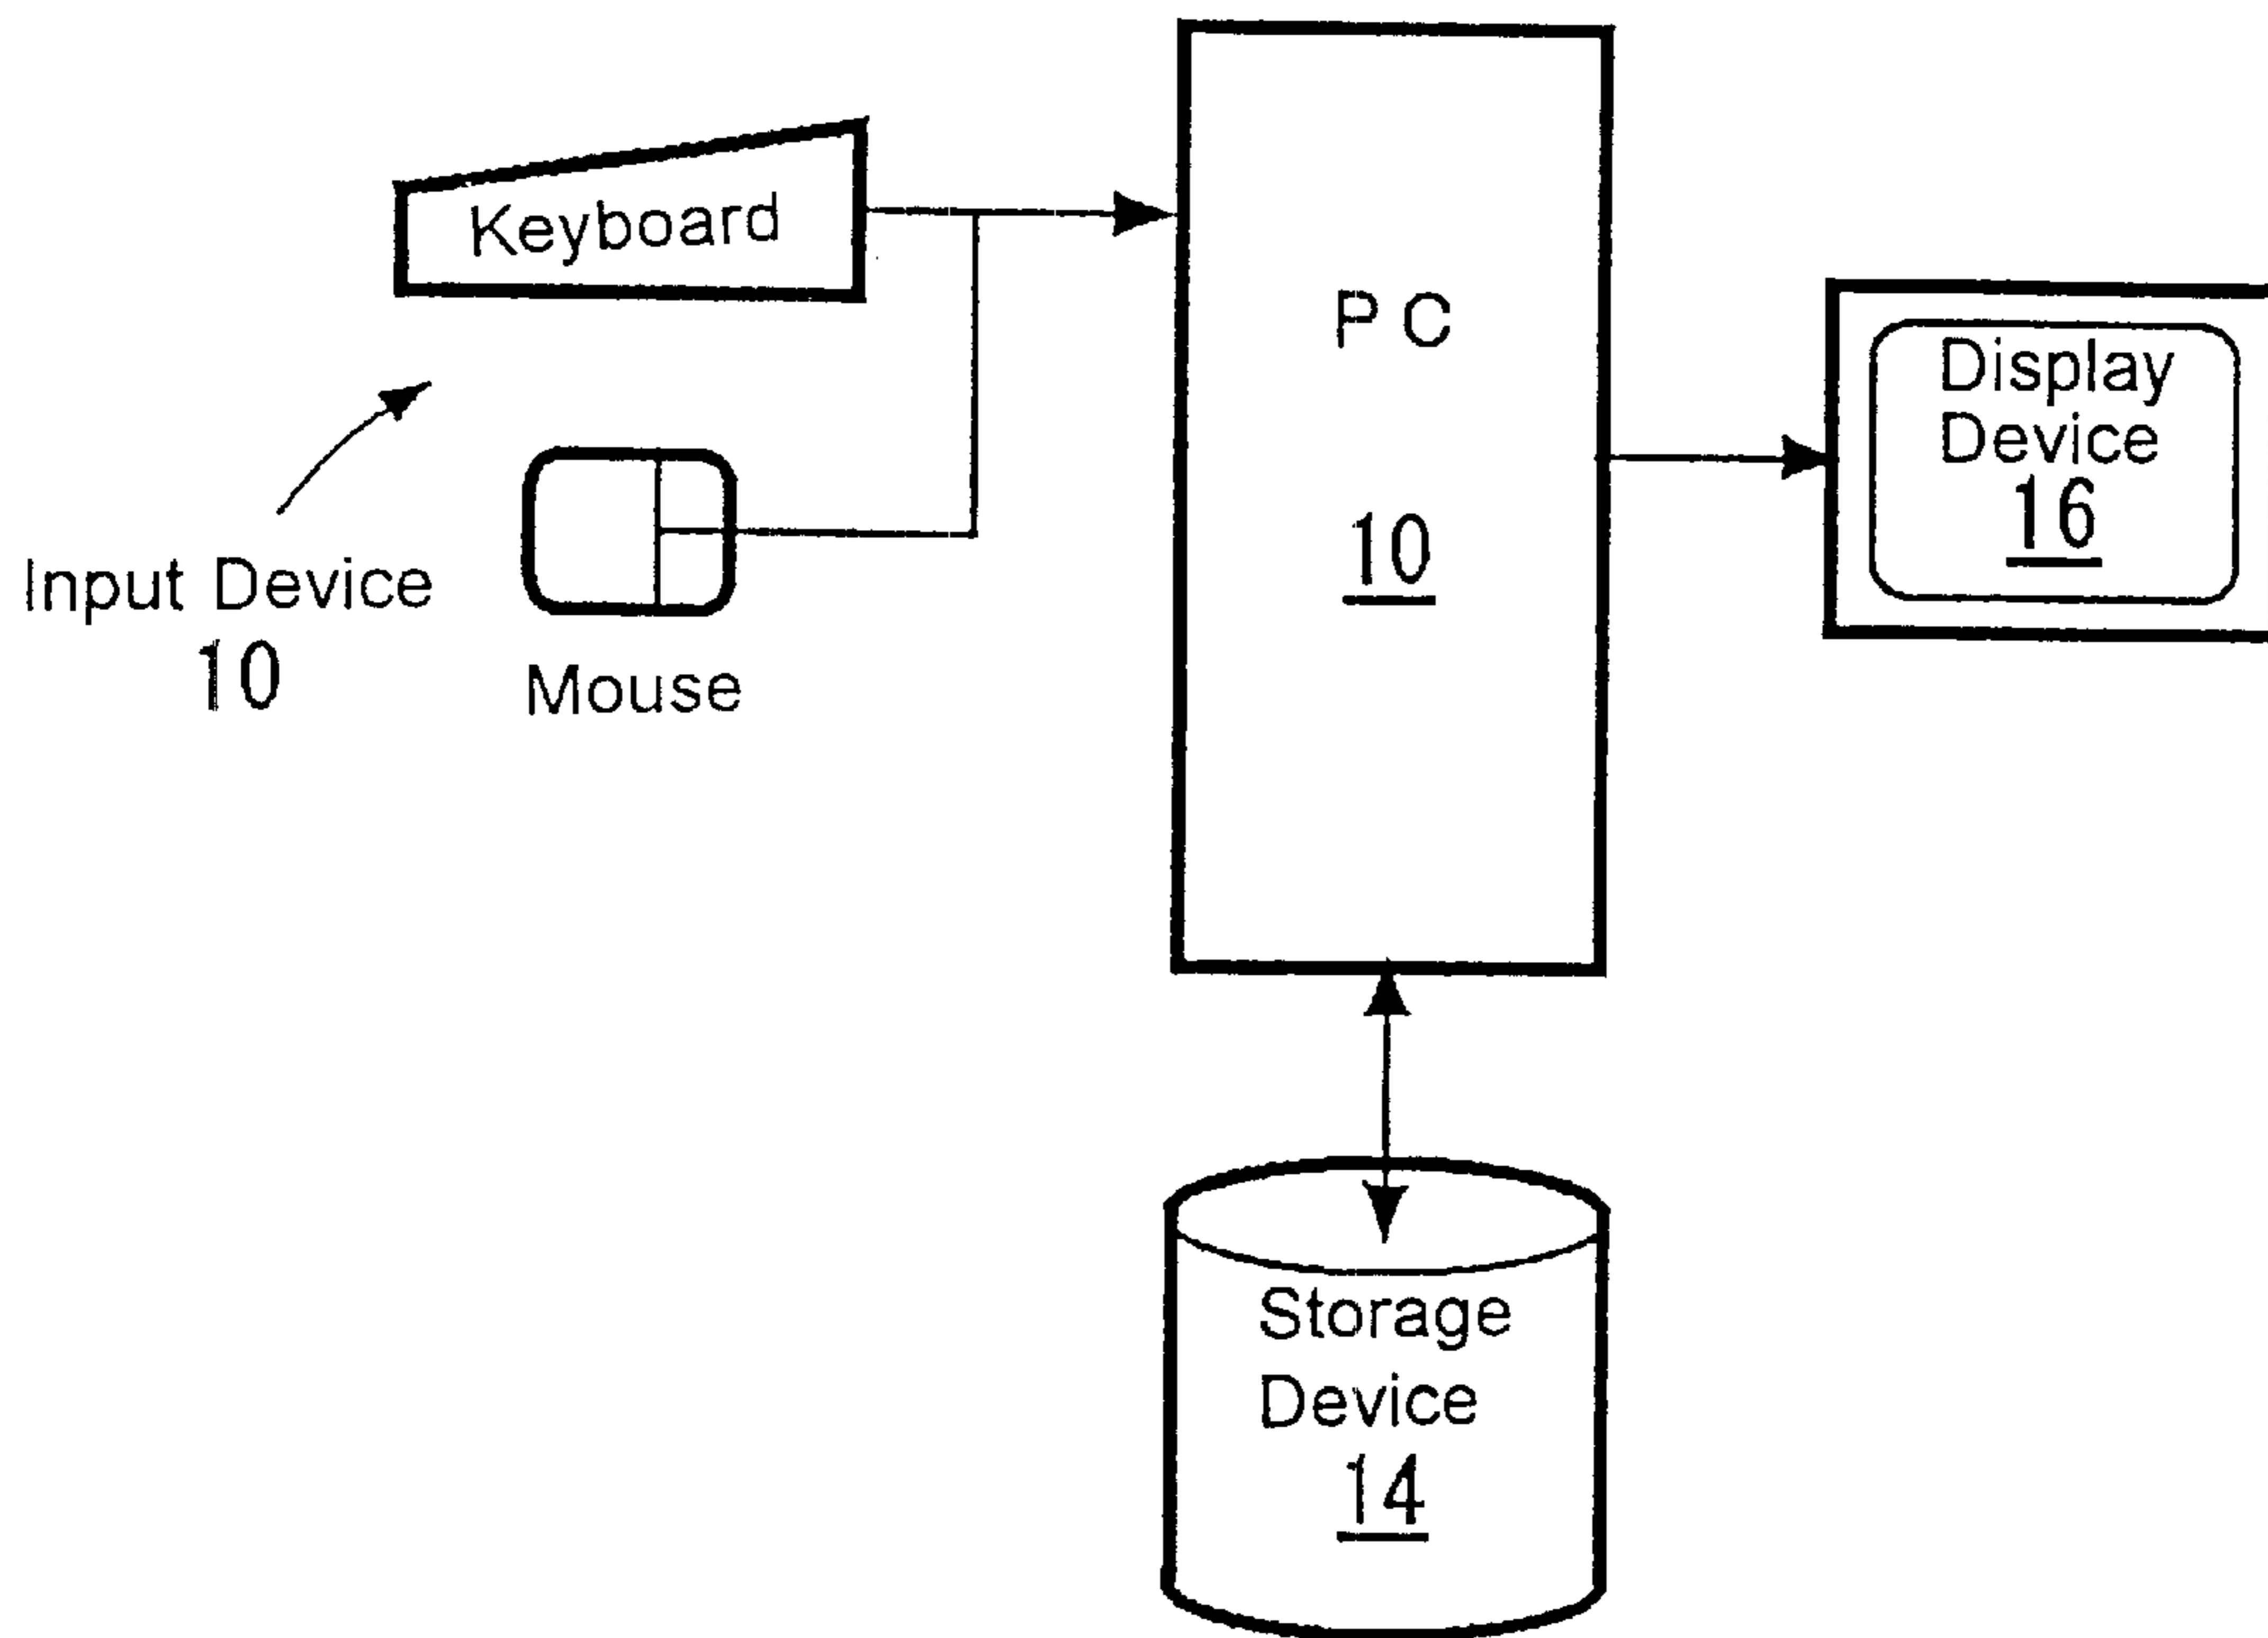 Keyboard
Input Device
10
Mouse
P C
10
Display
Device
16
Storage
Device
14